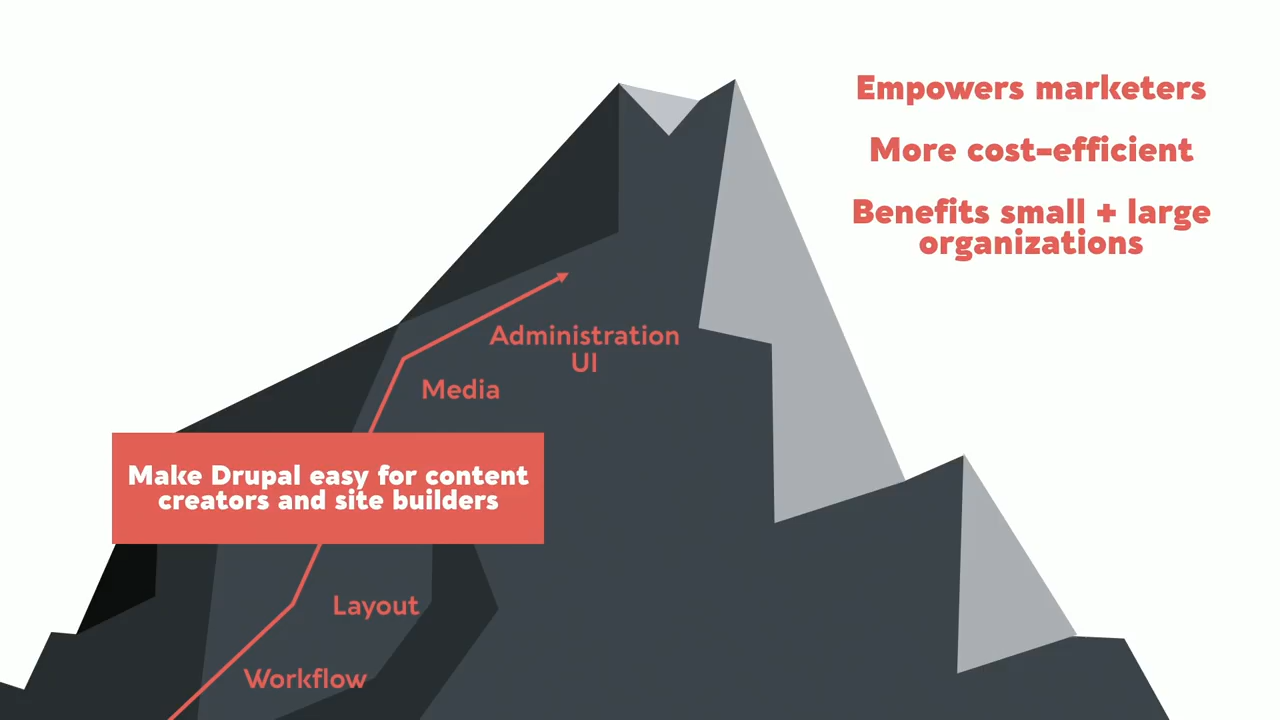 Empowers marketers
More cost-efficient
Benefits small + large
organizations
Administration
UI
Media
Make Drupal easy for content
creators and site builders
Layout
Workflow